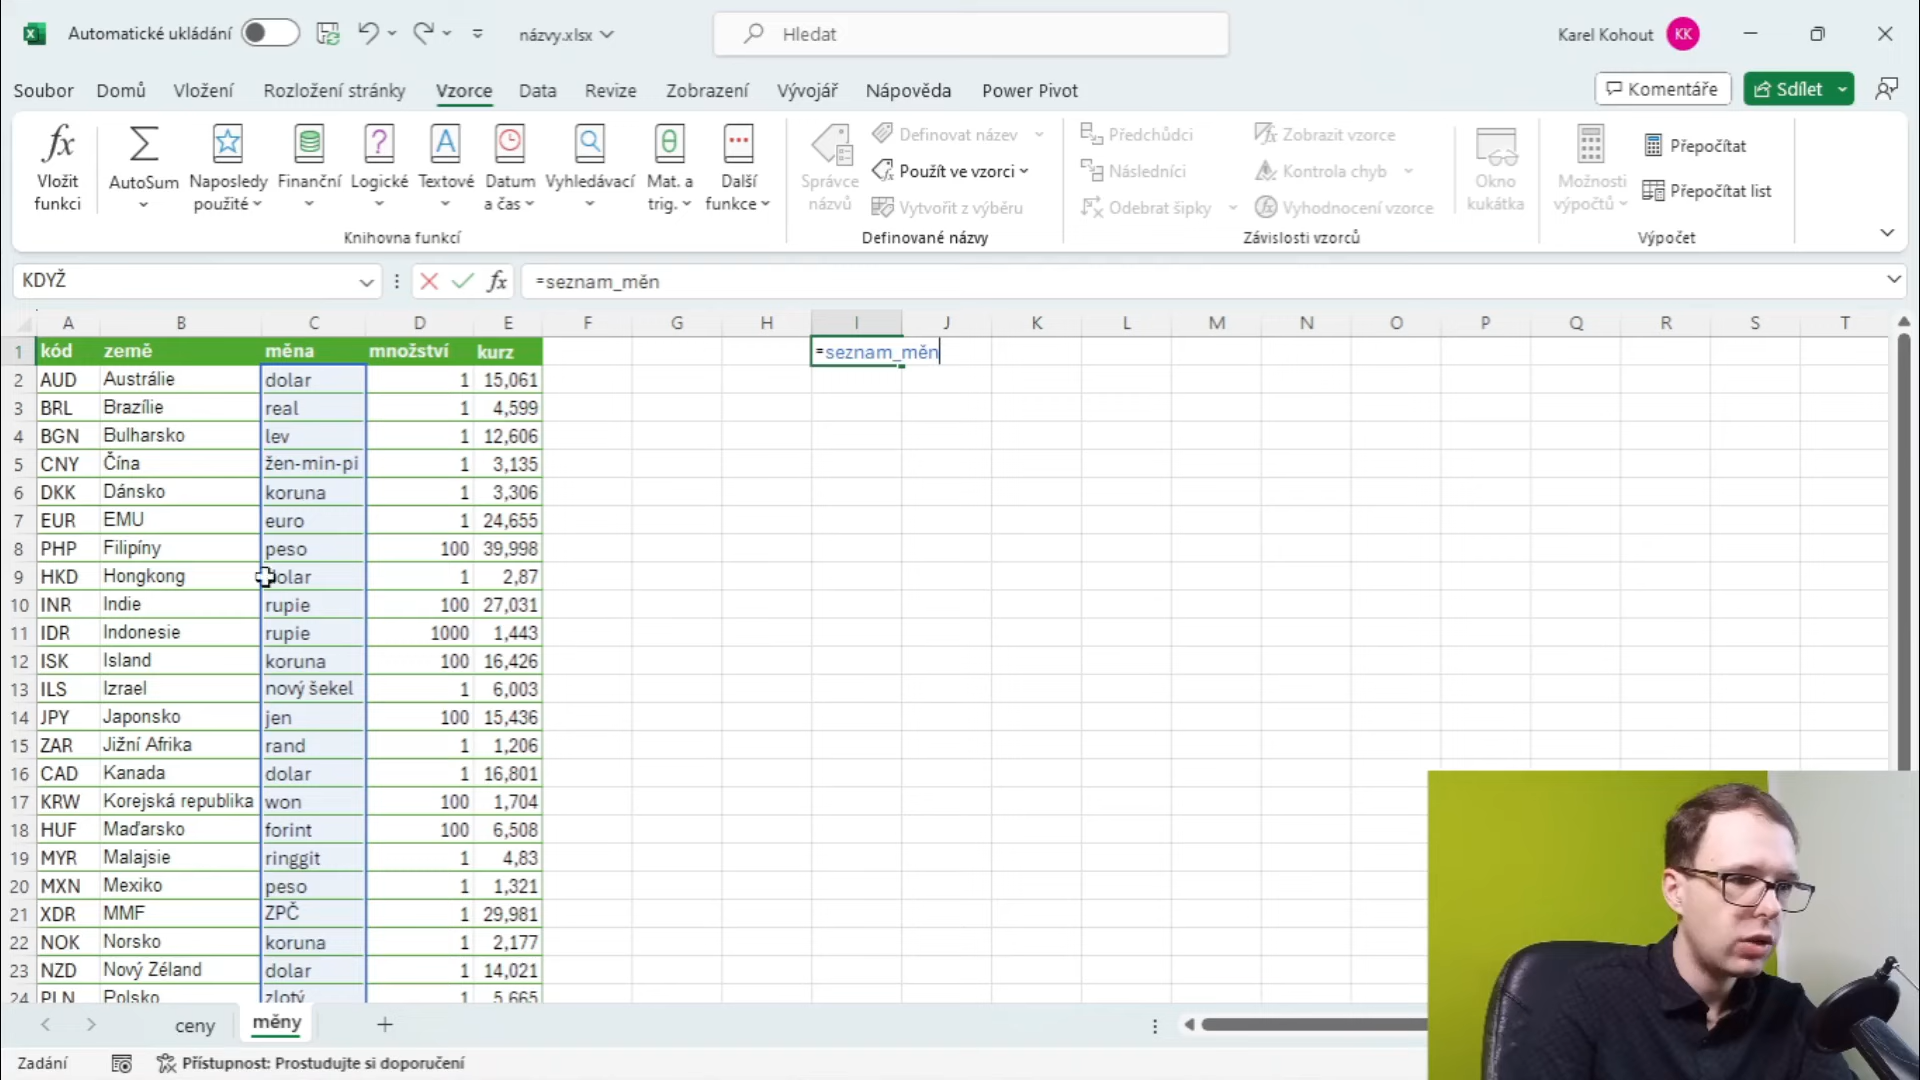 Automatické ukládání názvy.xlsx Hledat Karel Kohout KK
Soubor Domů Vložení Rozložení stránky Vzorce Data Revize Zobrazení Vývojář Nápověda Power Pivot Komentáře Sdílet
Vložit funkci
AutoSum
Naposledy použité
Finanční
Logické
Textové
Datum a čas
Vyhledávací
Mat. a trig.
Další funkce
Knihovna funkcí
Správce názvů
Definovat název
Použít ve vzorci
Vytvořit z výběru
Definované názvy
Předchůdci
Následníci
Odebrat šipky
Zobrazit vzorce
Kontrola chyb
Vyhodnocení vzorce
Závislosti vzorců
Okno kukátka
Možnosti výpočtů
Přepočítat
Přepočítat list
Výpočet
KDYŽ fx =seznam_měn
A B C D E F G H I J K L M N O P Q R S T
1 kód země měna množství kurz =seznam_měn
2 AUD Austrálie dolar 1 15,061
3 BRL Brazílie real 1 4,599
4 BGN Bulharsko lev 1 12,606
5 CNY Čína žen-min-pi 1 3,135
6 DKK Dánsko koruna 1 3,306
7 EUR EMU euro 1 24,655
8 PHP Filipíny peso 100 39,998
9 HKD Hongkong dolar 1 2,87
10 INR Indie rupie 100 27,031
11 IDR Indonesie rupie 1000 1,443
12 ISK Island koruna 100 16,426
13 ILS Izrael nový šekel 1 6,003
14 JPY Japonsko jen 100 15,436
15 ZAR Jižní Afrika rand 1 1,206
16 CAD Kanada dolar 1 16,801
17 KRW Korejská republika won 100 1,704
18 HUF Maďarsko forint 100 6,508
19 MYR Malajsie ringgit 1 4,83
20 MXN Mexiko peso 1 1,321
21 XDR MMF ZPČ 1 29,981
22 NOK Norsko koruna 1 2,177
23 NZD Nový Zéland dolar 1 14,021
24 PLN Polsko zlotý 1 5,665
ceny měny
Zadání Přístupnost: Prostudujte si doporučení